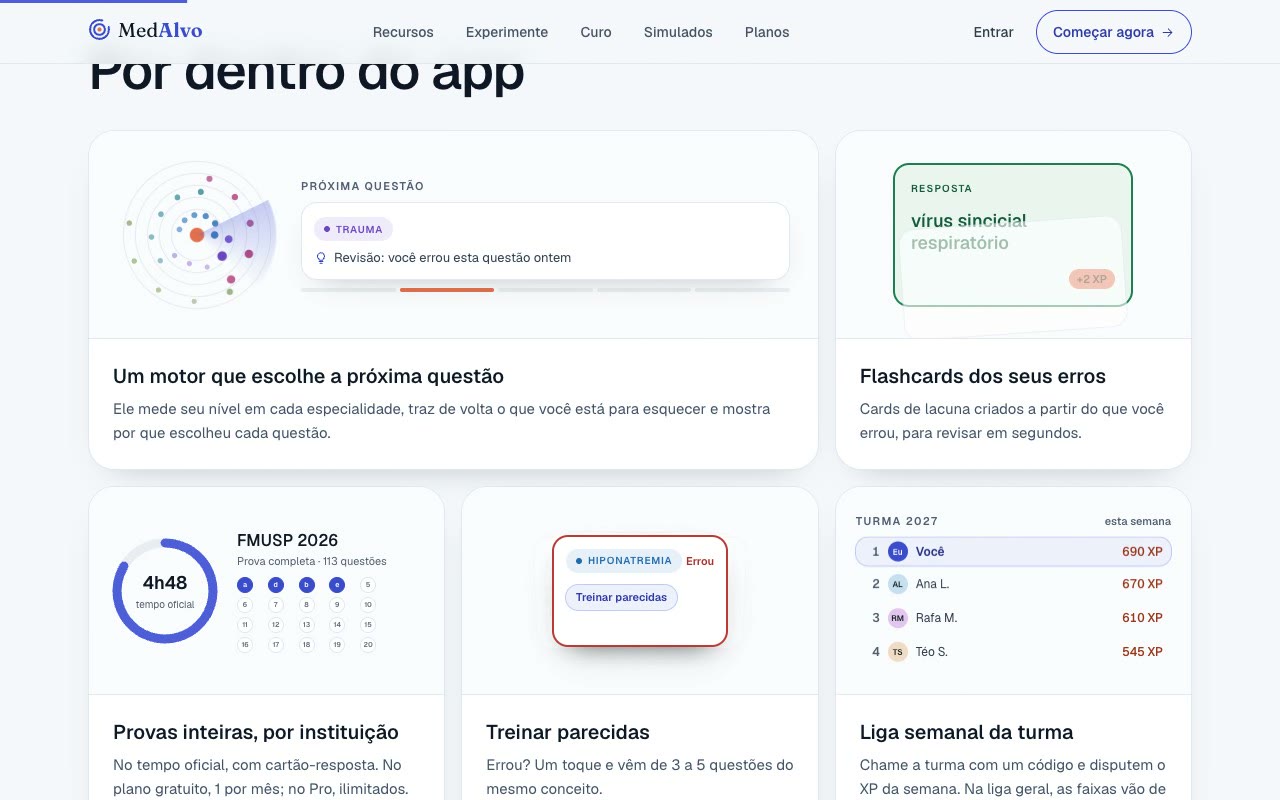 MedAlvo
Recursos
Experimente
Curo
Simulados
Planos
Entrar
Começar agora →
Por dentro do app
PRÓXIMA QUESTÃO
TRAUMA
Revisão: você errou esta questão ontem
Um motor que escolhe a próxima questão
Ele mede seu nível em cada especialidade, traz de volta o que você está para esquecer e mostra
por que escolheu cada questão.
RESPOSTA
vírus sincicial
respiratório
+2 XP
Flashcards dos seus erros
Cards de lacuna criados a partir do que você
errou, para revisar em segundos.
4h48
tempo oficial
FMUSP 2026
Prova completa · 113 questões
a d b e 5
6 7 8 9 10
11 12 13 14 15
16 17 18 19 20
Provas inteiras, por instituição
No tempo oficial, com cartão-resposta. No
plano gratuito, 1 por mês; no Pro, ilimitados.
HIPONATREMIA Errou
Treinar parecidas
Treinar parecidas
Errou? Um toque e vêm de 3 a 5 questões do
mesmo conceito.
TURMA 2027 esta semana
1 Eu Você 690 XP
2 AL Ana L. 670 XP
3 RM Rafa M. 610 XP
4 TS Téo S. 545 XP
Liga semanal da turma
Chame a turma com um código e disputem o
XP da semana. Na liga geral, as faixas vão de